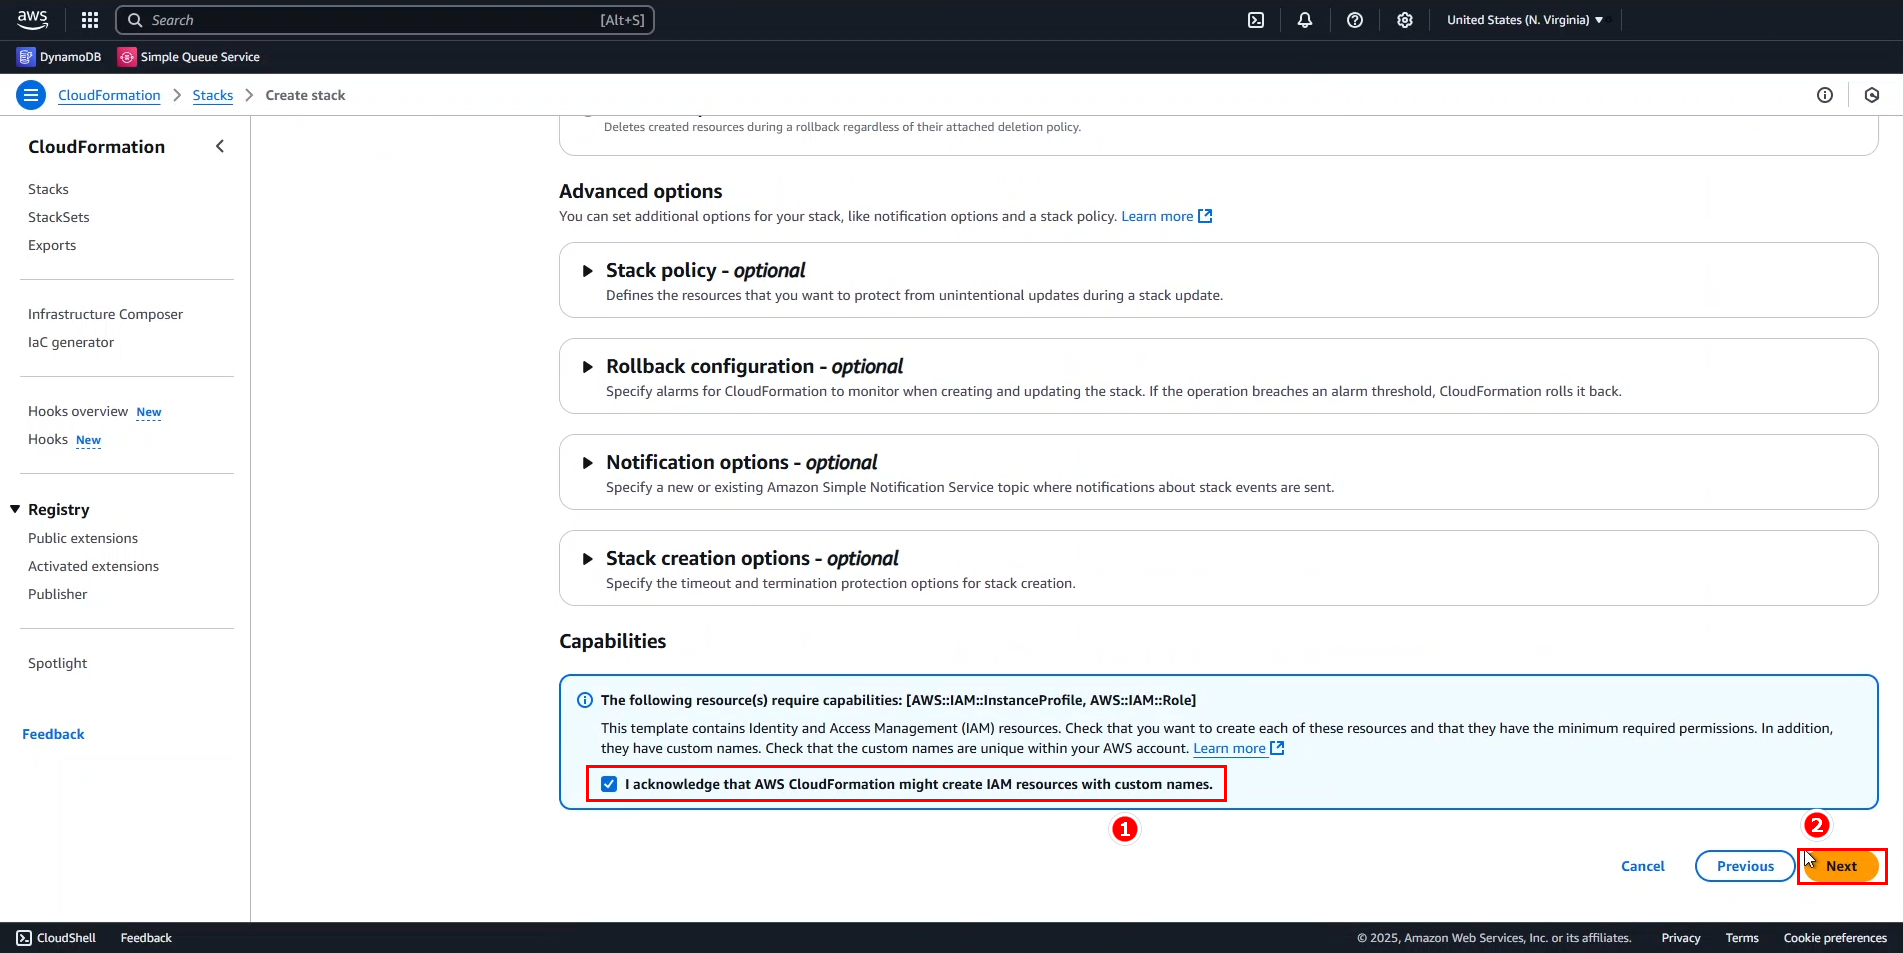 aws
Search
[Alt+S]
United States (N. Virginia)
DynamoDB
Simple Queue Service
CloudFormation
Stacks
Create stack
CloudFormation
Stacks
StackSets
Exports
Infrastructure Composer
IaC generator
Hooks overview New
Hooks New
Registry
Public extensions
Activated extensions
Publisher
Spotlight
Feedback
Deletes created resources during a rollback regardless of their attached deletion policy.
Advanced options
You can set additional options for your stack, like notification options and a stack policy. Learn more
Stack policy - optional
Defines the resources that you want to protect from unintentional updates during a stack update.
Rollback configuration - optional
Specify alarms for CloudFormation to monitor when creating and updating the stack. If the operation breaches an alarm threshold, CloudFormation rolls it back.
Notification options - optional
Specify a new or existing Amazon Simple Notification Service topic where notifications about stack events are sent.
Stack creation options - optional
Specify the timeout and termination protection options for stack creation.
Capabilities
The following resource(s) require capabilities: [AWS::IAM::InstanceProfile, AWS::IAM::Role]
This template contains Identity and Access Management (IAM) resources. Check that you want to create each of these resources and that they have the minimum required permissions. In addition,
they have custom names. Check that the custom names are unique within your AWS account. Learn more
I acknowledge that AWS CloudFormation might create IAM resources with custom names.
1
2
Cancel
Previous
Next
CloudShell
Feedback
© 2025, Amazon Web Services, Inc. or its affiliates.
Privacy
Terms
Cookie preferences